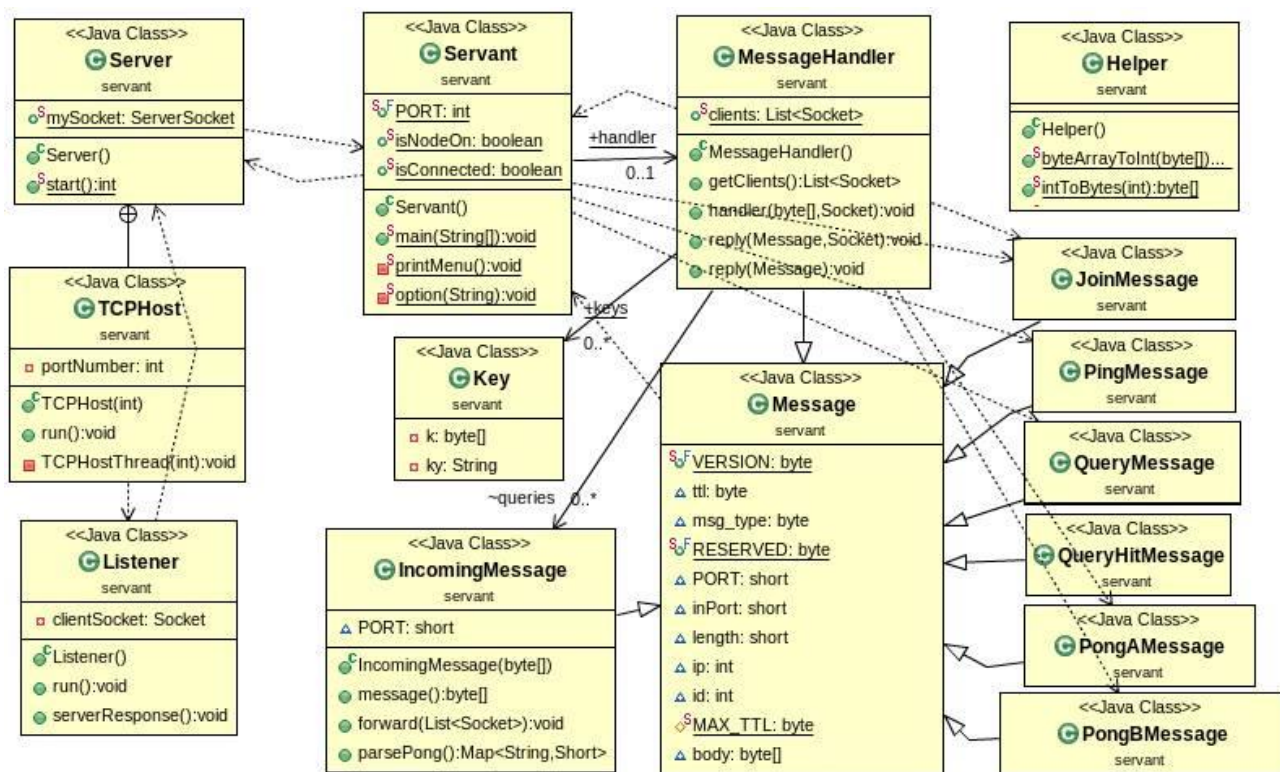 <<Java Class>>
Server
servant
mySocket: ServerSocket
Server()
start():int
<<Java Class>>
Servant
servant
PORT: int
isNodeOn: boolean
isConnected: boolean
Servant()
main(String[]):void
printMenu():void
option(String):void
+handler
0..1
<<Java Class>>
MessageHandler
servant
clients: List<Socket>
MessageHandler()
getClients():List<Socket>
handler(byte[],Socket):void
reply(Message,Socket):void
reply(Message):void
<<Java Class>>
Helper
servant
Helper()
byteArrayToInt(byte[])...
intToBytes(int):byte[]
<<Java Class>>
TCPHost
servant
portNumber: int
TCPHost(int)
run():void
TCPHostThread(int):void
+keys
0..*
<<Java Class>>
Key
servant
k: byte[]
ky: String
<<Java Class>>
JoinMessage
servant
<<Java Class>>
PingMessage
servant
<<Java Class>>
QueryMessage
servant
<<Java Class>>
QueryHitMessage
servant
<<Java Class>>
PongAMessage
servant
<<Java Class>>
PongBMessage
servant
<<Java Class>>
Message
servant
VERSION: byte
ttl: byte
msg_type: byte
RESERVED: byte
PORT: short
inPort: short
length: short
ip: int
id: int
MAX_TTL: byte
body: byte[]
~queries 0..*
<<Java Class>>
Listener
servant
clientSocket: Socket
Listener()
run():void
serverResponse():void
<<Java Class>>
IncomingMessage
servant
PORT: short
IncomingMessage(byte[])
message():byte[]
forward(List<Socket>):void
parsePong():Map<String,Short>